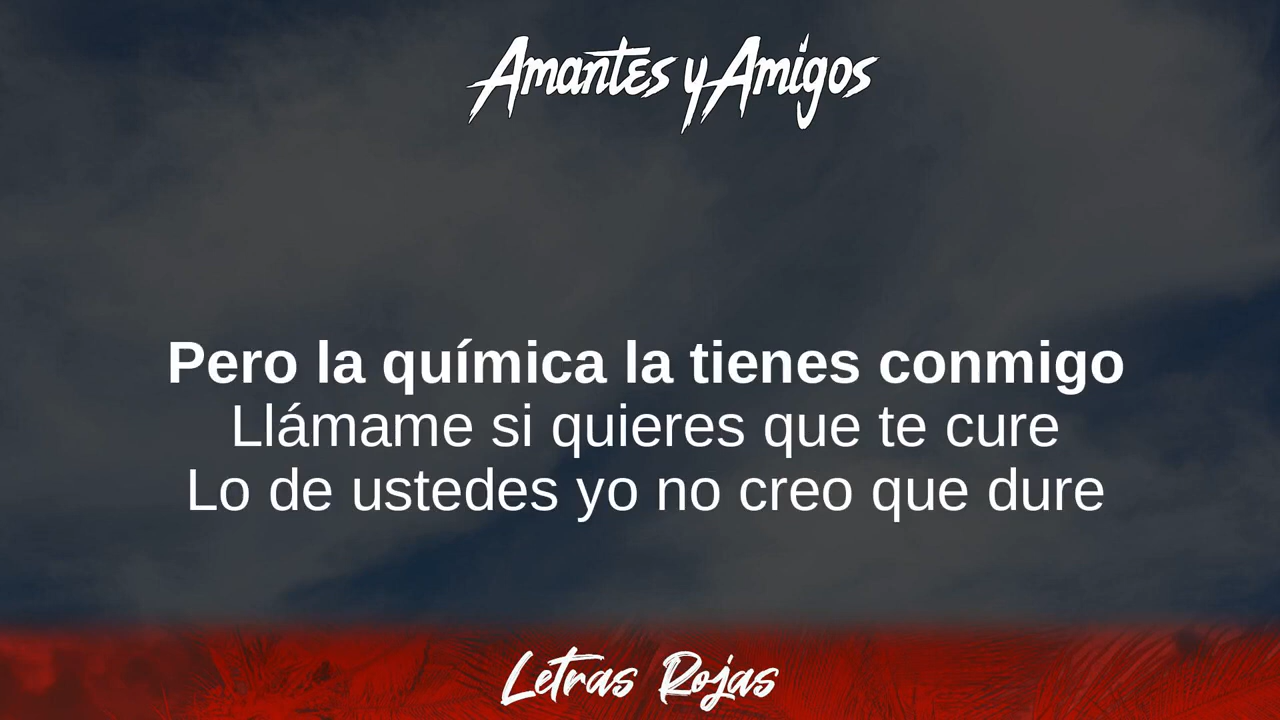 Amantes y Amigos
Pero la química la tienes conmigo
Llámame si quieres que te cure
Lo de ustedes yo no creo que dure
Letras Rojas